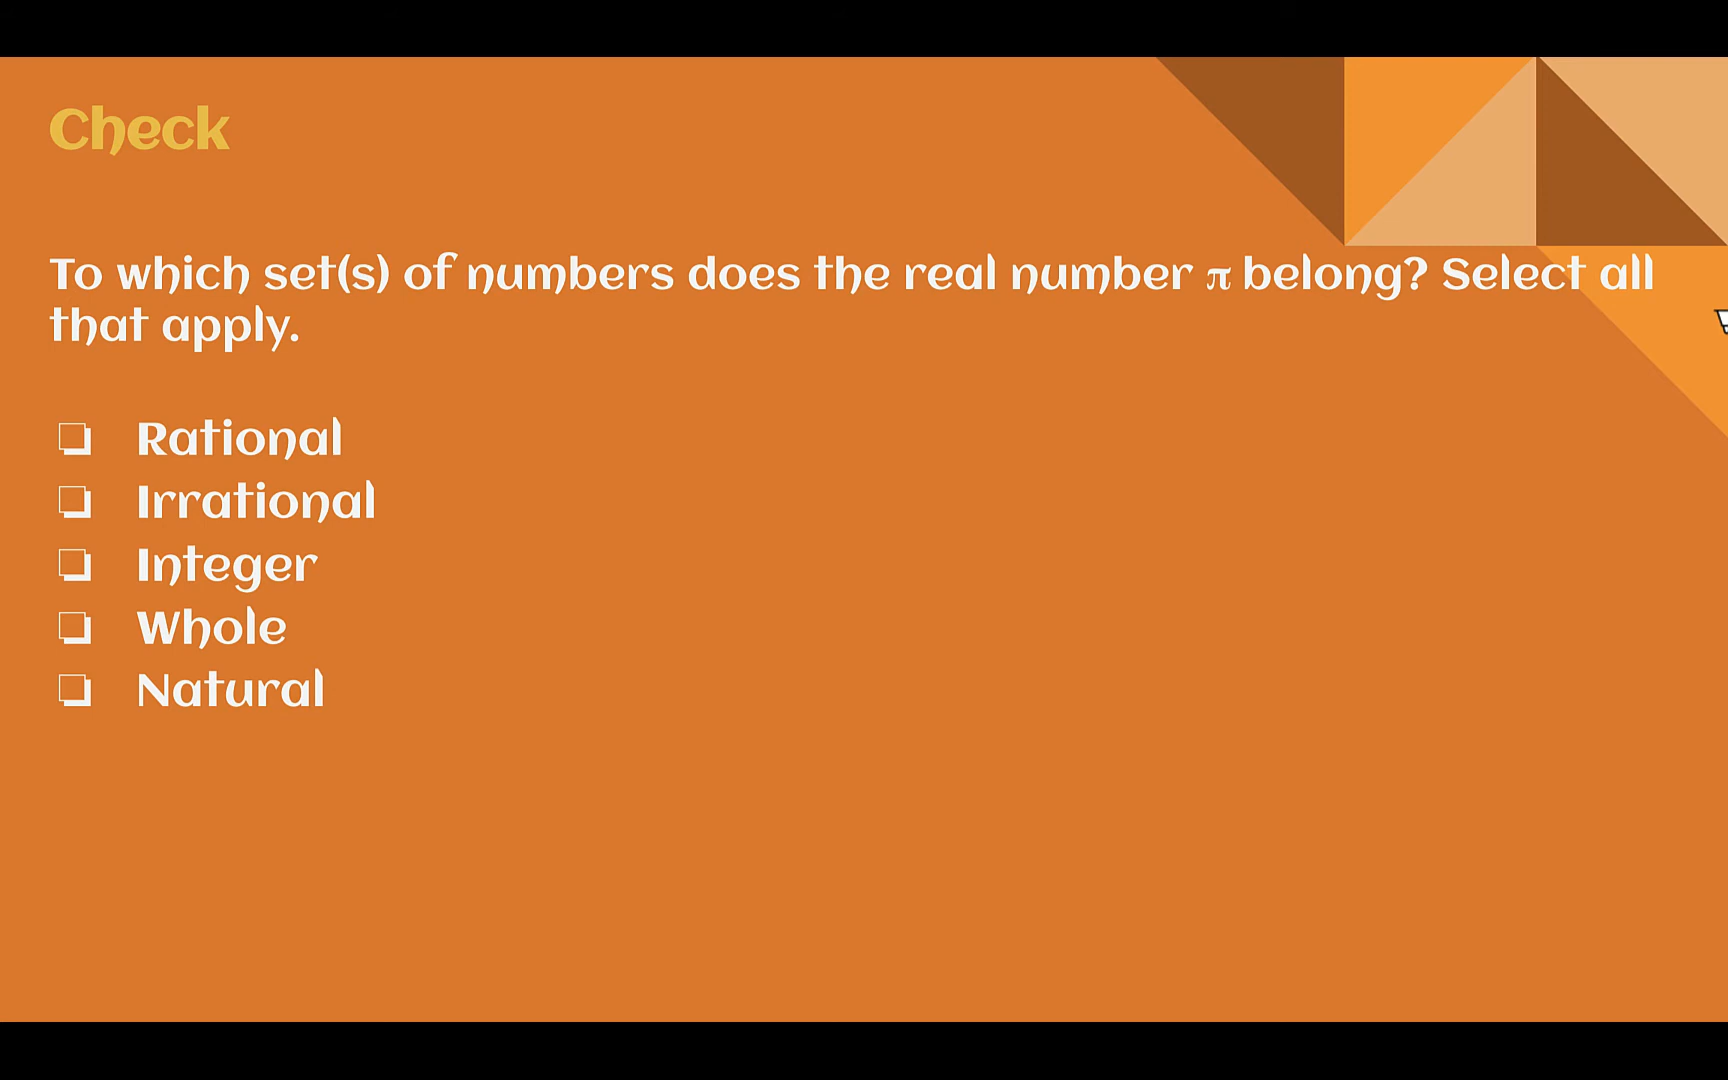 Check
To which set(s) of numbers does the real number π belong? Select all
that apply.
❏ Rational
❏ Irrational
❏ Integer
❏ Whole
❏ Natural